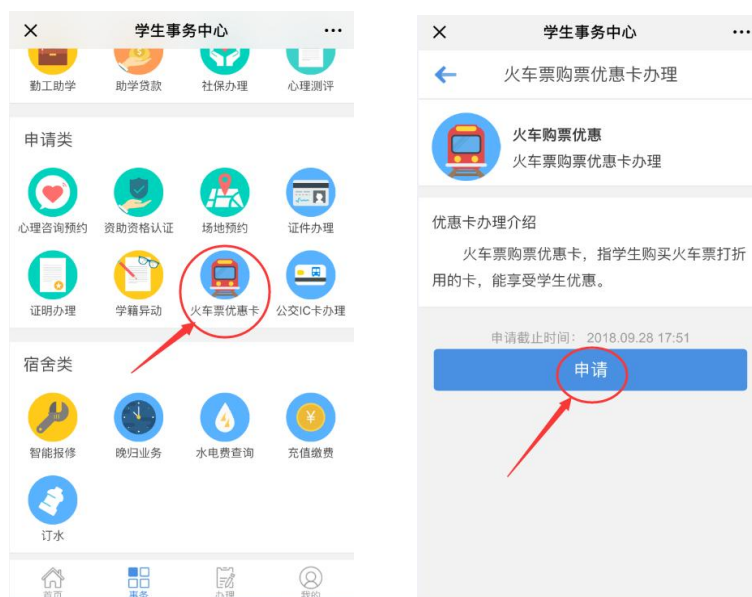 学生事务中心
勤工助学 助学贷款 社保办理 心理测评
申请类
心理咨询预约 资助资格认证 场地预约 证件办理
证明办理 学籍异动 火车票优惠卡 公交IC卡办理
宿舍类
智能报修 晚归业务 水电费查询 充值缴费
订水
首页 事务 办理 我的
学生事务中心
火车票购票优惠卡办理
火车购票优惠
火车票购票优惠卡办理
优惠卡办理介绍
火车票购票优惠卡，指学生购买火车票打折
用的卡，能享受学生优惠。
申请截止时间： 2018.09.28 17:51
申请